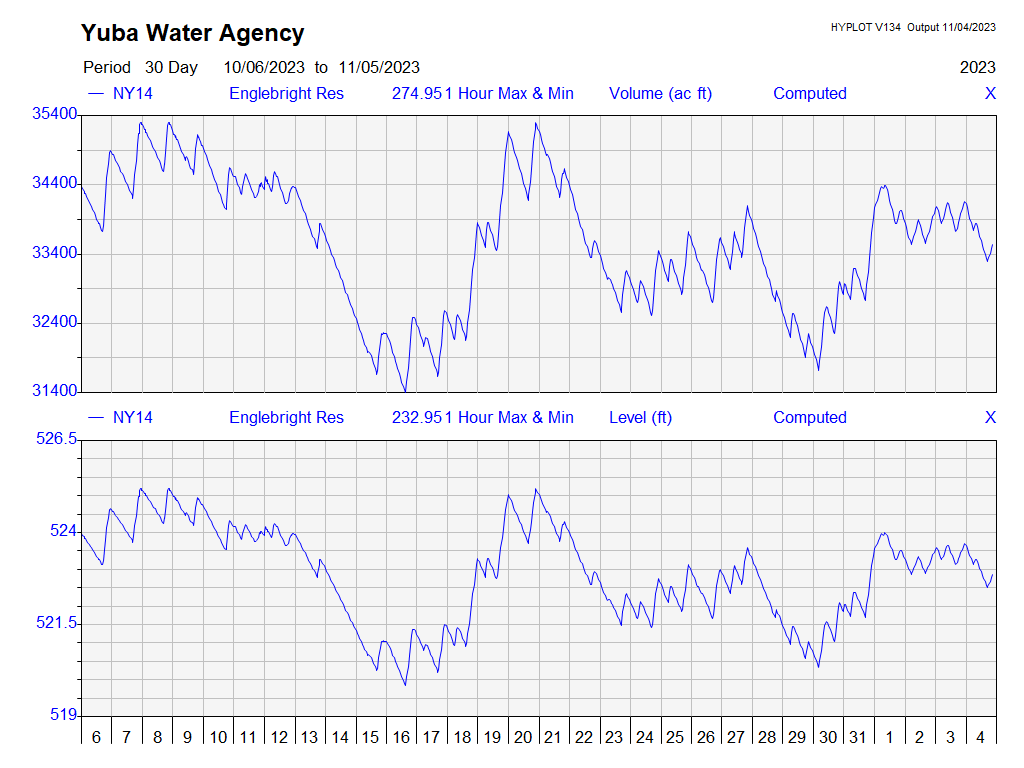 Yuba Water Agency
HYPLOT V134 Output 11/04/2023
Period 30 Day 10/06/2023 to 11/05/2023 2023
NY14 Englebright Res 274.951 Hour Max & Min Volume (ac ft) Computed X
35400
34400
33400
32400
31400
NY14 Englebright Res 232.951 Hour Max & Min Level (ft) Computed X
526.5
524
521.5
519
6 7 8 9 10 11 12 13 14 15 16 17 18 19 20 21 22 23 24 25 26 27 28 29 30 31 1 2 3 4